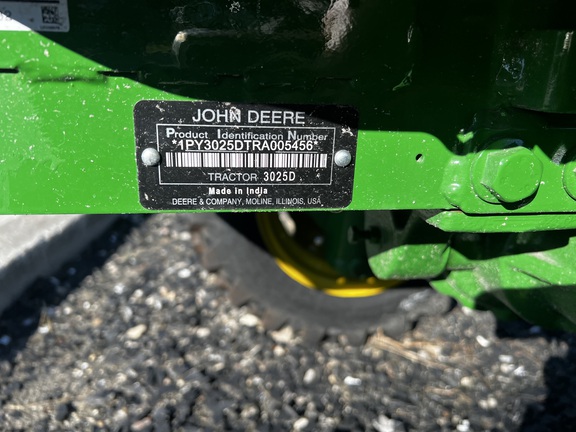 JOHN DEERE
Product Identification Number
*1PY3025DTRA005456*
TRACTOR 3025D
Made in India
DEERE & COMPANY, MOLINE, ILLINOIS, USA